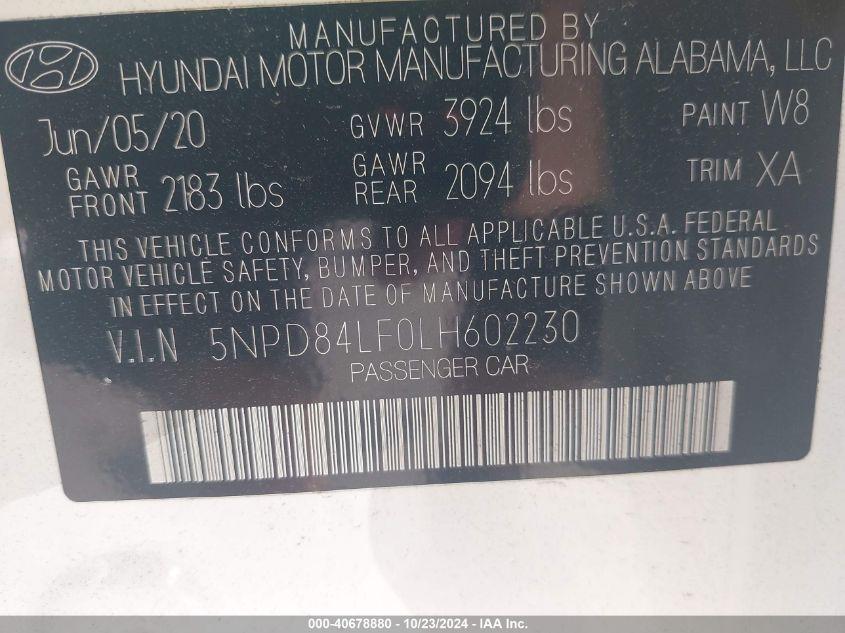 MANUFACTURED BY
HYUNDAI MOTOR MANUFACTURING ALABAMA, LLC
Jun/05/20 GVWR 3924 lbs PAINT W8
GAWR FRONT 2183 lbs GAWR REAR 2094 lbs TRIM XA
THIS VEHICLE CONFORMS TO ALL APPLICABLE U.S.A. FEDERAL
MOTOR VEHICLE SAFETY, BUMPER, AND THEFT PREVENTION STANDARDS
IN EFFECT ON THE DATE OF MANUFACTURE SHOWN ABOVE
V.I.N 5NPD84LF0LH602230
PASSENGER CAR
000-40678880 - 10/23/2024 - IAA Inc.